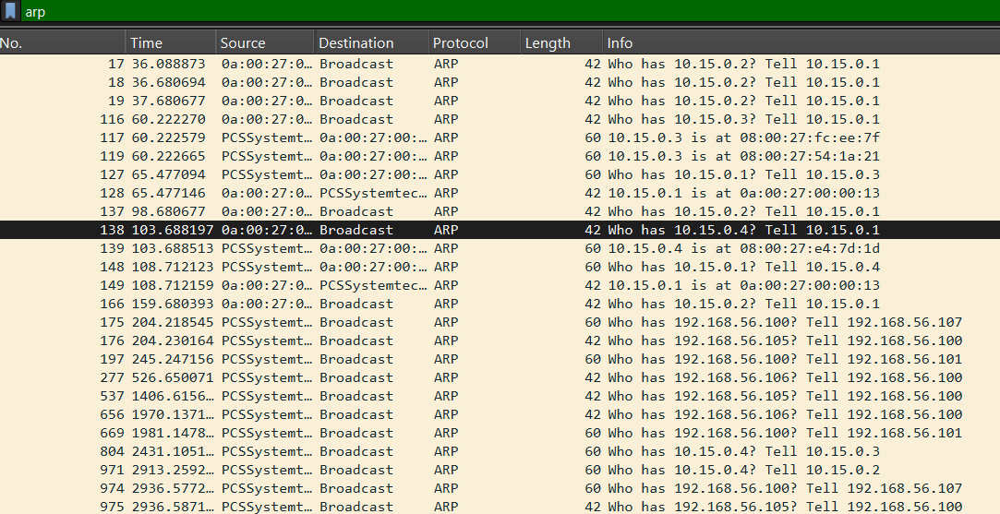 arp
No. Time Source Destination Protocol Length Info
17 36.088873 0a:00:27:0… Broadcast ARP 42 Who has 10.15.0.2? Tell 10.15.0.1
18 36.680694 0a:00:27:0… Broadcast ARP 42 Who has 10.15.0.2? Tell 10.15.0.1
19 37.680677 0a:00:27:0… Broadcast ARP 42 Who has 10.15.0.2? Tell 10.15.0.1
116 60.222270 0a:00:27:0… Broadcast ARP 42 Who has 10.15.0.3? Tell 10.15.0.1
117 60.222579 PCSSystemt… 0a:00:27:00:… ARP 60 10.15.0.3 is at 08:00:27:fc:ee:7f
119 60.222665 PCSSystemt… 0a:00:27:00:… ARP 60 10.15.0.3 is at 08:00:27:54:1a:21
127 65.477094 PCSSystemt… 0a:00:27:00:… ARP 60 Who has 10.15.0.1? Tell 10.15.0.3
128 65.477146 0a:00:27:0… PCSSystemtec… ARP 42 10.15.0.1 is at 0a:00:27:00:00:13
137 98.680677 0a:00:27:0… Broadcast ARP 42 Who has 10.15.0.2? Tell 10.15.0.1
138 103.688197 0a:00:27:0… Broadcast ARP 42 Who has 10.15.0.4? Tell 10.15.0.1
139 103.688513 PCSSystemt… 0a:00:27:00:… ARP 60 10.15.0.4 is at 08:00:27:e4:7d:1d
148 108.712123 PCSSystemt… 0a:00:27:00:… ARP 60 Who has 10.15.0.1? Tell 10.15.0.4
149 108.712159 0a:00:27:0… PCSSystemtec… ARP 42 10.15.0.1 is at 0a:00:27:00:00:13
166 159.680393 0a:00:27:0… Broadcast ARP 42 Who has 10.15.0.2? Tell 10.15.0.1
175 204.218545 PCSSystemt… Broadcast ARP 60 Who has 192.168.56.100? Tell 192.168.56.107
176 204.230164 PCSSystemt… Broadcast ARP 42 Who has 192.168.56.105? Tell 192.168.56.100
197 245.247156 PCSSystemt… Broadcast ARP 60 Who has 192.168.56.100? Tell 192.168.56.101
277 526.650071 PCSSystemt… Broadcast ARP 42 Who has 192.168.56.106? Tell 192.168.56.100
537 1406.6156… PCSSystemt… Broadcast ARP 42 Who has 192.168.56.105? Tell 192.168.56.100
656 1970.1371… PCSSystemt… Broadcast ARP 42 Who has 192.168.56.106? Tell 192.168.56.100
669 1981.1478… PCSSystemt… Broadcast ARP 60 Who has 192.168.56.100? Tell 192.168.56.101
804 2431.1051… PCSSystemt… Broadcast ARP 60 Who has 10.15.0.4? Tell 10.15.0.3
971 2913.2592… PCSSystemt… Broadcast ARP 60 Who has 10.15.0.4? Tell 10.15.0.2
974 2936.5772… PCSSystemt… Broadcast ARP 60 Who has 192.168.56.100? Tell 192.168.56.107
975 2936.5871… PCSSystemt… Broadcast ARP 42 Who has 192.168.56.105? Tell 192.168.56.100